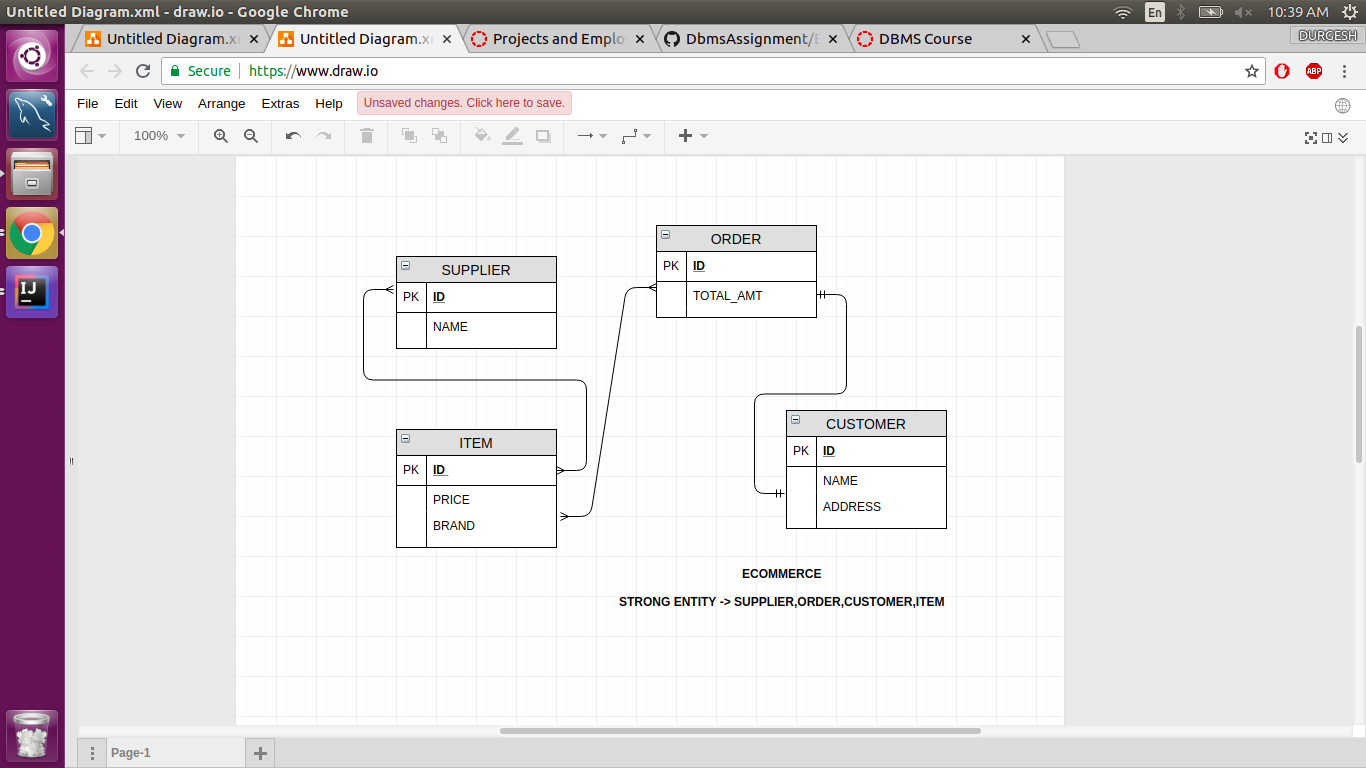 Untitled Diagram.xml - draw.io - Google Chrome
En
10:39 AM
Untitled Diagram.x
Untitled Diagram.x
Projects and Emplo
DbmsAssignment/
DBMS Course
DURGESH
Secure
https://www.draw.io
ABP
File Edit View Arrange Extras Help
Unsaved changes. Click here to save.
100%
ORDER
PK ID
TOTAL_AMT
SUPPLIER
PK ID
NAME
CUSTOMER
PK ID
NAME
ADDRESS
ITEM
PK ID
PRICE
BRAND
ECOMMERCE
STRONG ENTITY -> SUPPLIER,ORDER,CUSTOMER,ITEM
IJ
Page-1